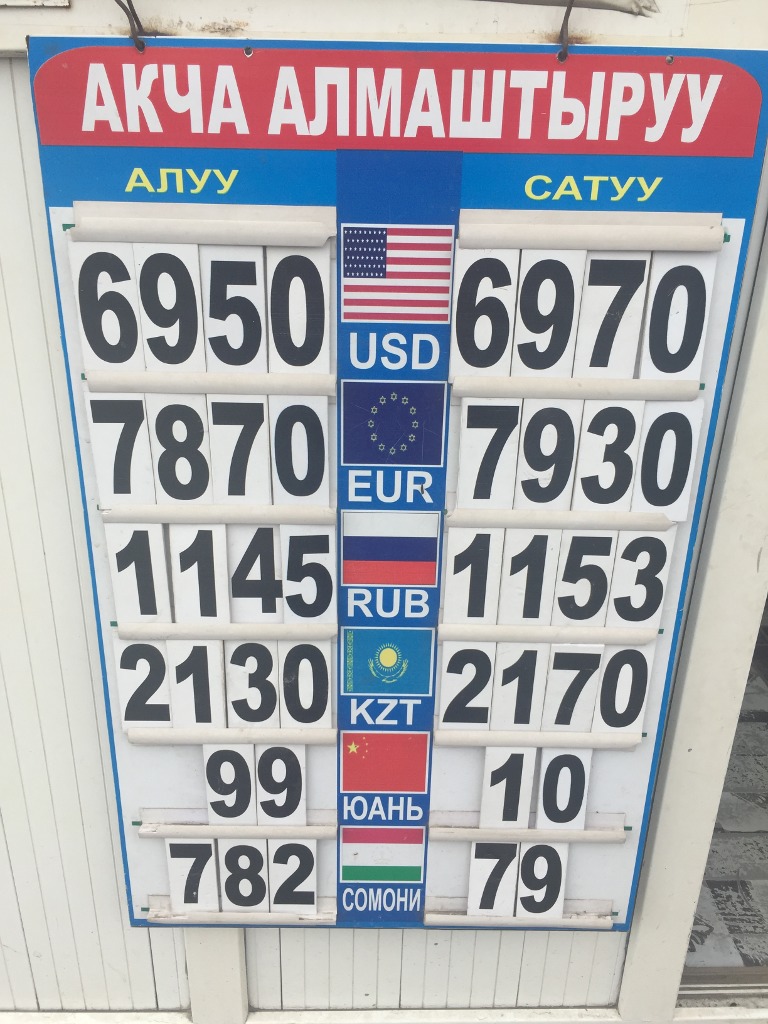 АКЧА АЛМАШТЫРУУ
АЛУУ САТУУ
6950 USD 6970
7870 EUR 7930
1145 RUB 1153
2130 KZT 2170
99 ЮАНЬ 10
782 СОМОНИ 79